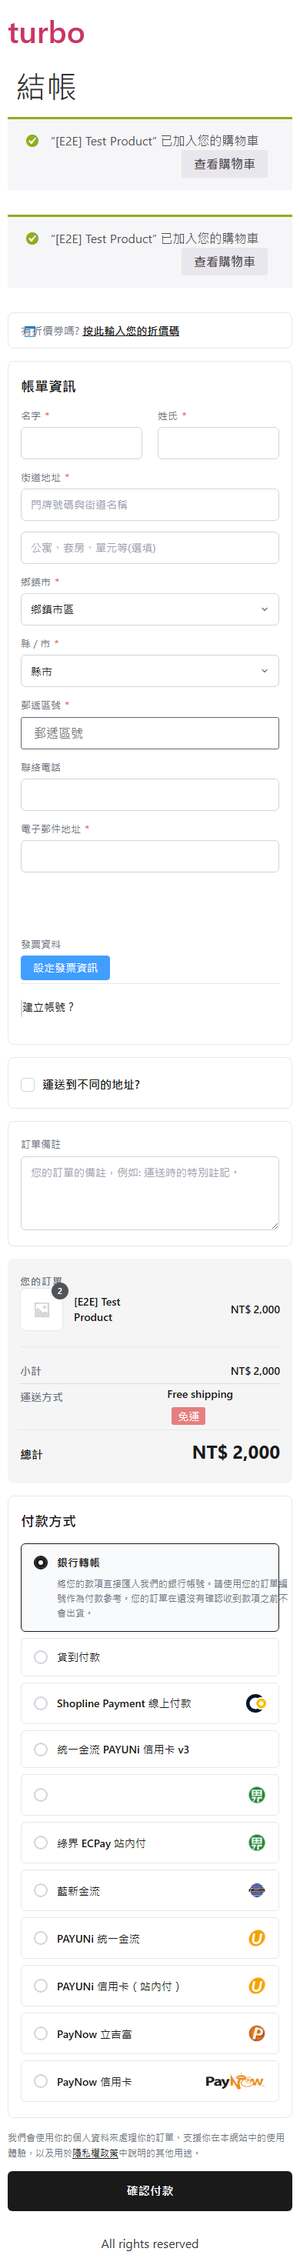 turbo
結帳
“[E2E] Test Product” 已加入您的購物車
查看購物車
“[E2E] Test Product” 已加入您的購物車
查看購物車
有折價券嗎? 按此輸入您的折價碼
帳單資訊
名字 * 姓氏 *
街道地址 *
門牌號碼與街道名稱
公寓、套房、單元等(選填)
鄉鎮市 *
鄉鎮市區
縣 / 市 *
縣市
郵遞區號 *
郵遞區號
聯絡電話
電子郵件地址 *
發票資料
設定發票資訊
建立帳號？
運送到不同的地址?
訂單備註
您的訂單的備註，例如: 運送時的特別註記。
您的訂單
2
[E2E] Test
Product
NT$ 2,000
小計 NT$ 2,000
運送方式 Free shipping
免運
總計 NT$ 2,000
付款方式
銀行轉帳
將您的款項直接匯入我們的銀行帳號。請使用您的訂單編
號作為付款參考。您的訂單在還沒有確認收到款項之前不
會出貨。
貨到付款
Shopline Payment 線上付款
統一金流 PAYUNi 信用卡 v3
綠界 ECPay 站內付
藍新金流
PAYUNi 統一金流
PAYUNi 信用卡 ( 站內付 )
PayNow 立吉富
PayNow 信用卡 PayNow
我們會使用你的個人資料來處理你的訂單，支援你在本網站中的使用
體驗，以及用於隱私權政策中說明的其他用途。
確認付款
All rights reserved